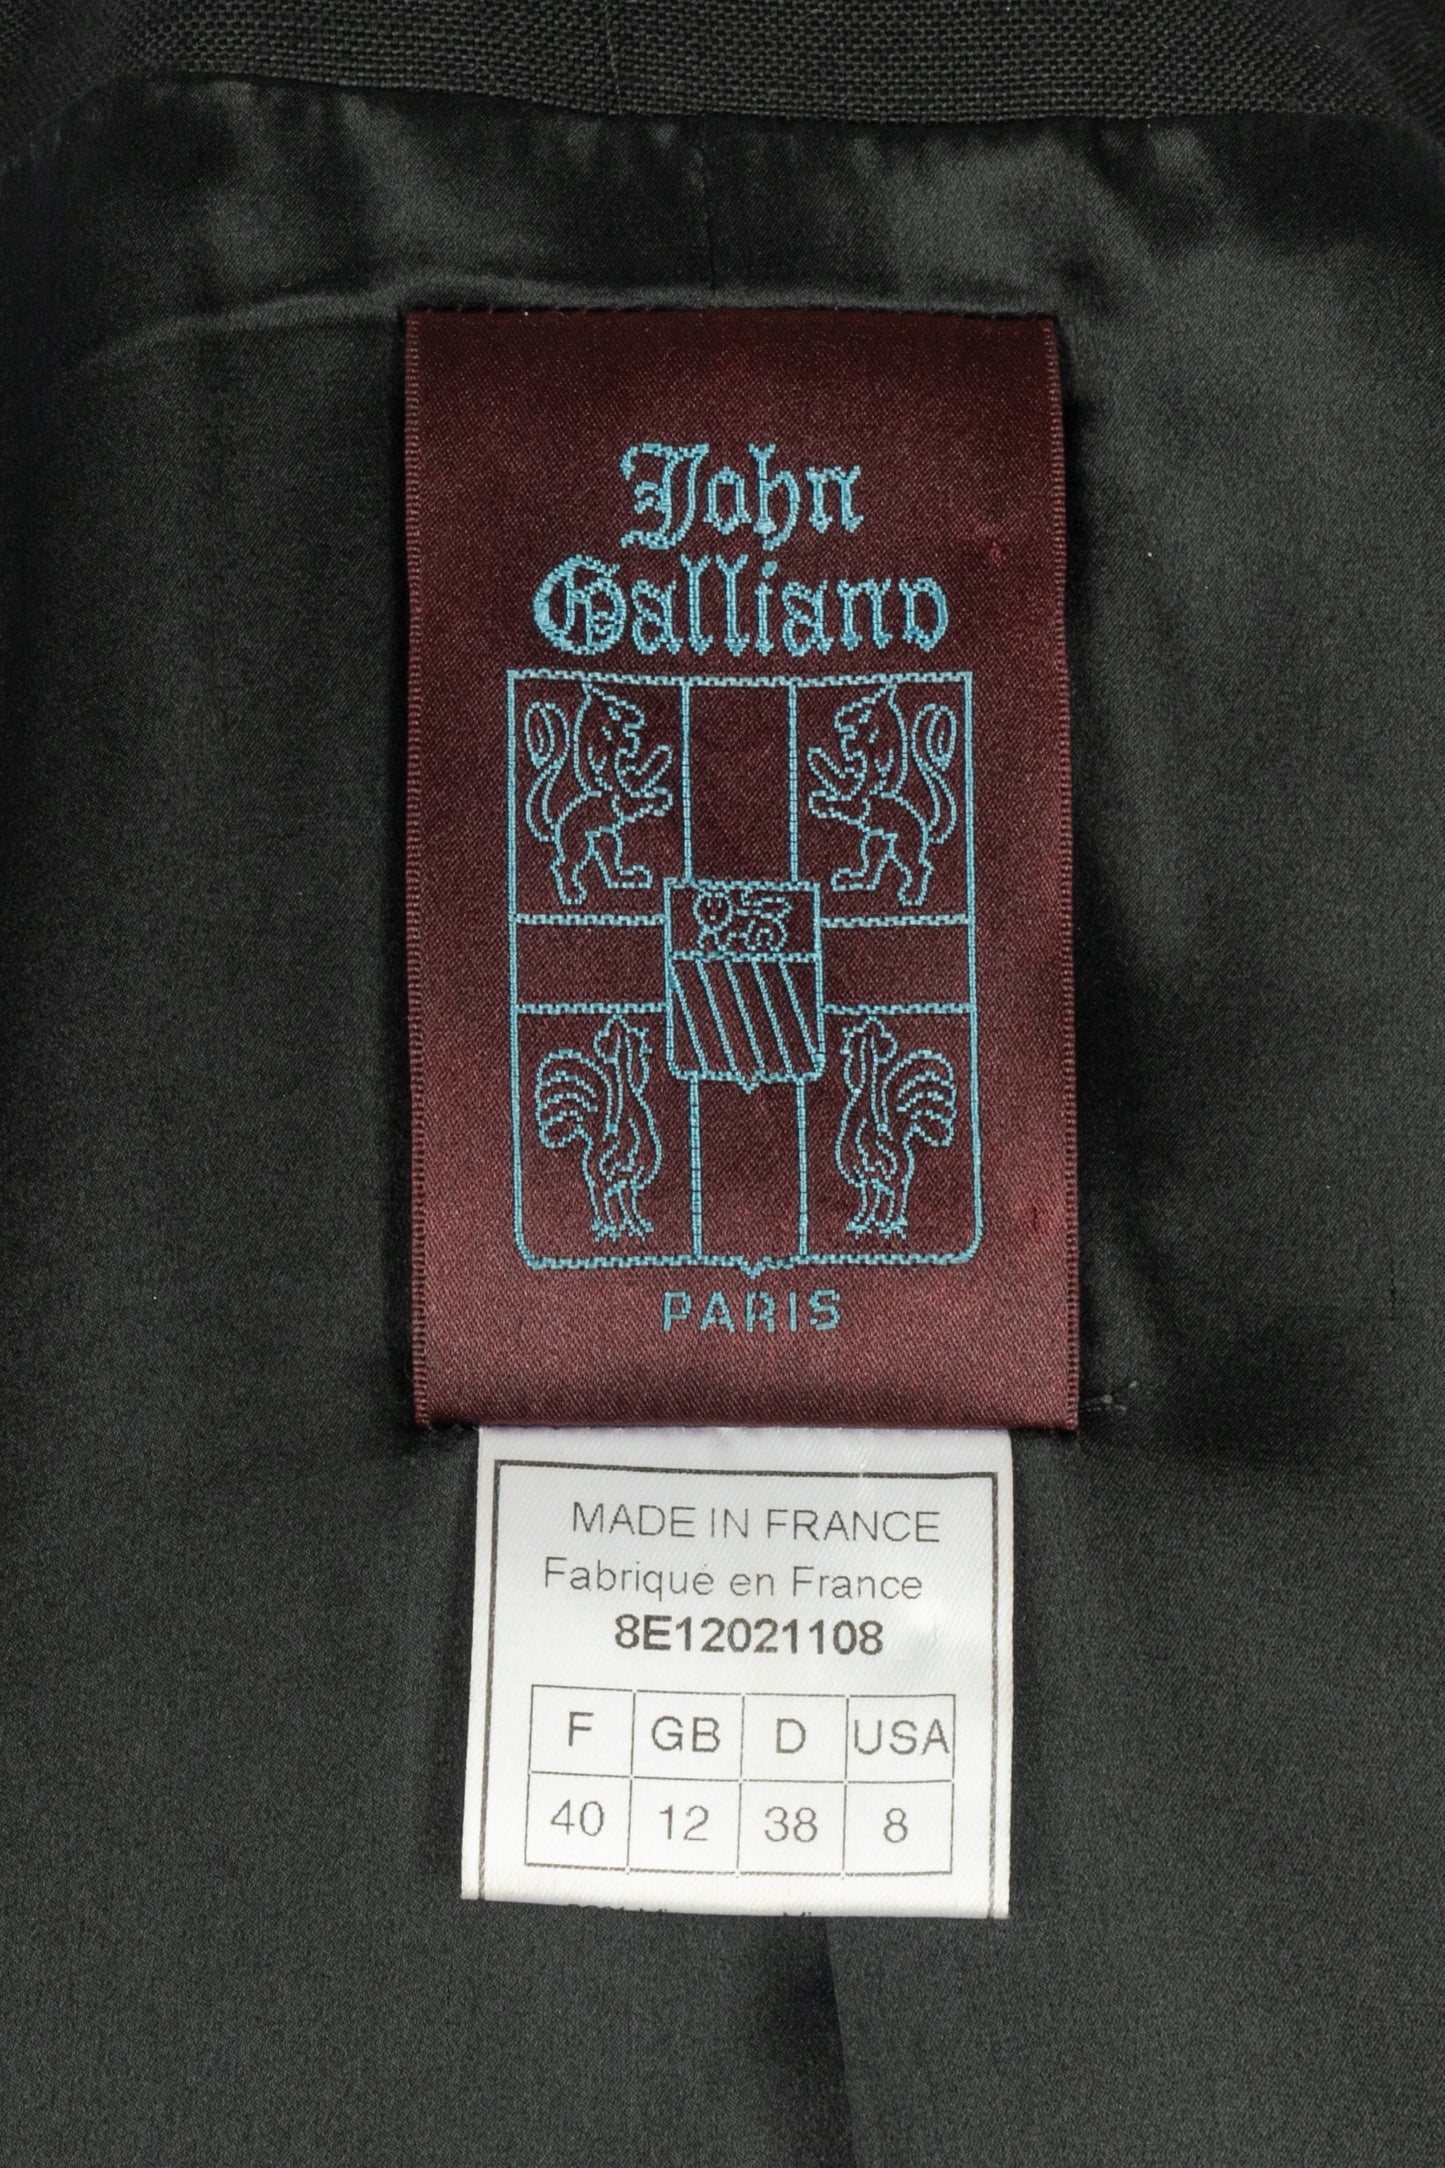 John
Galliano
PARIS
MADE IN FRANCE
Fabriqué en France
8E12021108
F GB D USA
40 12 38 8